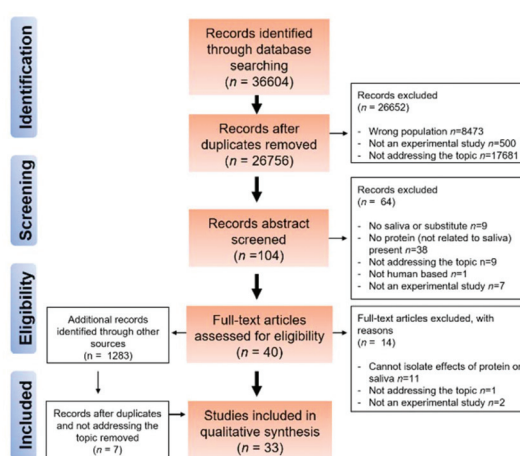 Identification
Records identified
through database
searching
(n = 36604)
Records excluded
(n = 26652)
- Wrong population n=8473
- Not an experimental study n=500
- Not addressing the topic n=17681
Records after
duplicates removed
(n = 26756)
Screening
Records excluded
(n = 64)
- No saliva or substitute n=9
- No protein (not related to saliva)
present n=38
- Not addressing the topic n=9
- Not human based n=1
- Not an experimental study n=7
Records abstract
screened
(n =104)
Eligibility
Additional records
identified through other
sources
(n = 1283)
Full-text articles
assessed for eligibility
(n = 40)
Full-text articles excluded, with
reasons
(n = 14)
- Cannot isolate effects of protein or
saliva n=11
- Not addressing the topic n=1
- Not an experimental study n=2
Included
Records after duplicates
and not addressing the
topic removed
(n = 7)
Studies included in
qualitative synthesis
(n = 33)